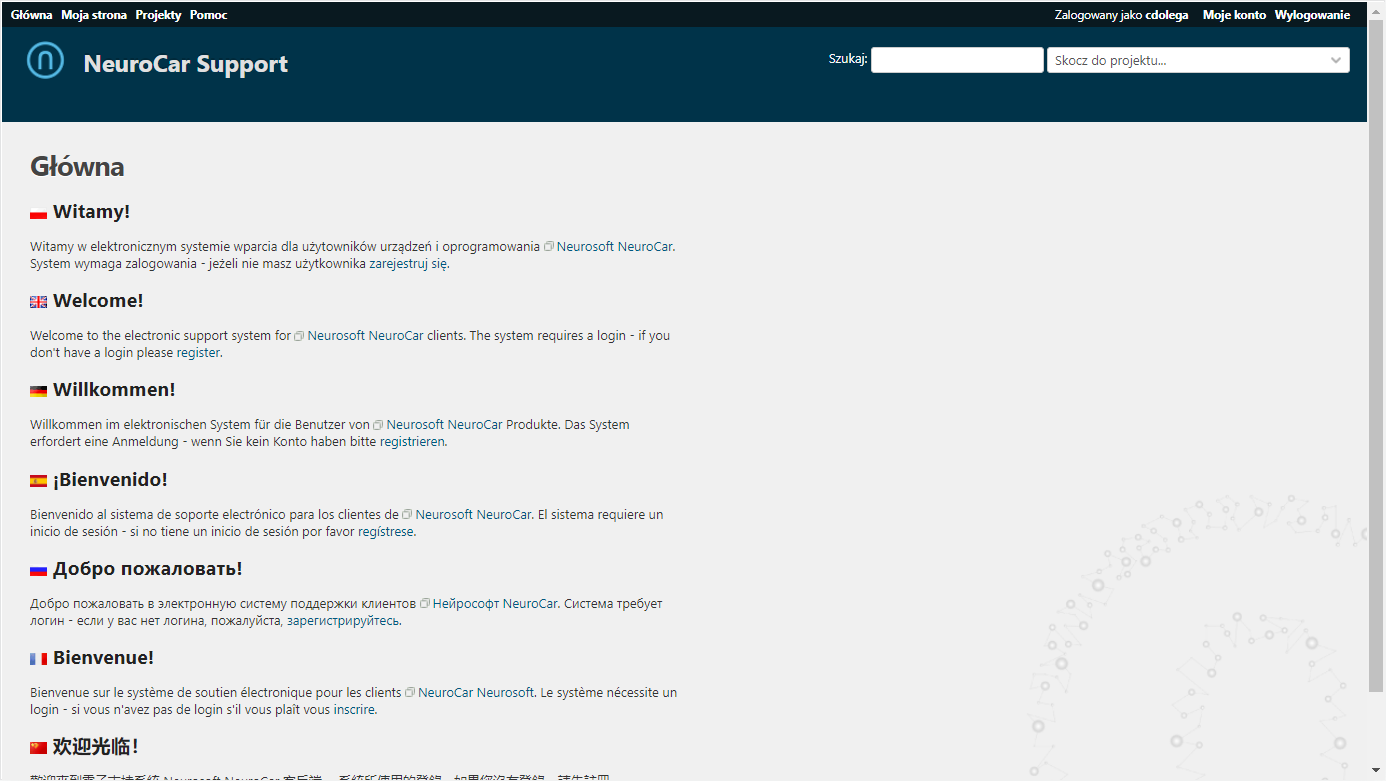 Główna Moja strona Projekty Pomoc
Zalogowany jako cdolega Moje konto Wylogowanie
NeuroCar Support
Szukaj: Skocz do projektu...
Główna
Witamy!
Witamy w elektronicznym systemie wparcia dla użytowników urządzeń i oprogramowania Neurosoft NeuroCar.
System wymaga zalogowania - jeżeli nie masz użytkownika zarejestruj się.
Welcome!
Welcome to the electronic support system for Neurosoft NeuroCar clients. The system requires a login - if you
don't have a login please register.
Willkommen!
Willkommen im elektronischen System für die Benutzer von Neurosoft NeuroCar Produkte. Das System
erfordert eine Anmeldung - wenn Sie kein Konto haben bitte registrieren.
¡Bienvenido!
Bienvenido al sistema de soporte electrónico para los clientes de Neurosoft NeuroCar. El sistema requiere un
inicio de sesión - si no tiene un inicio de sesión por favor regístrese.
Добро пожаловать!
Добро пожаловать в электронную систему поддержки клиентов Нейрософт NeuroCar. Система требует
логин - если у вас нет логина, пожалуйста, зарегистрируйтесь.
Bienvenue!
Bienvenue sur le système de soutien électronique pour les clients NeuroCar Neurosoft. Le système nécessite un
login - si vous n'avez pas de login s'il vous plaît vous inscrire.
欢迎光临！